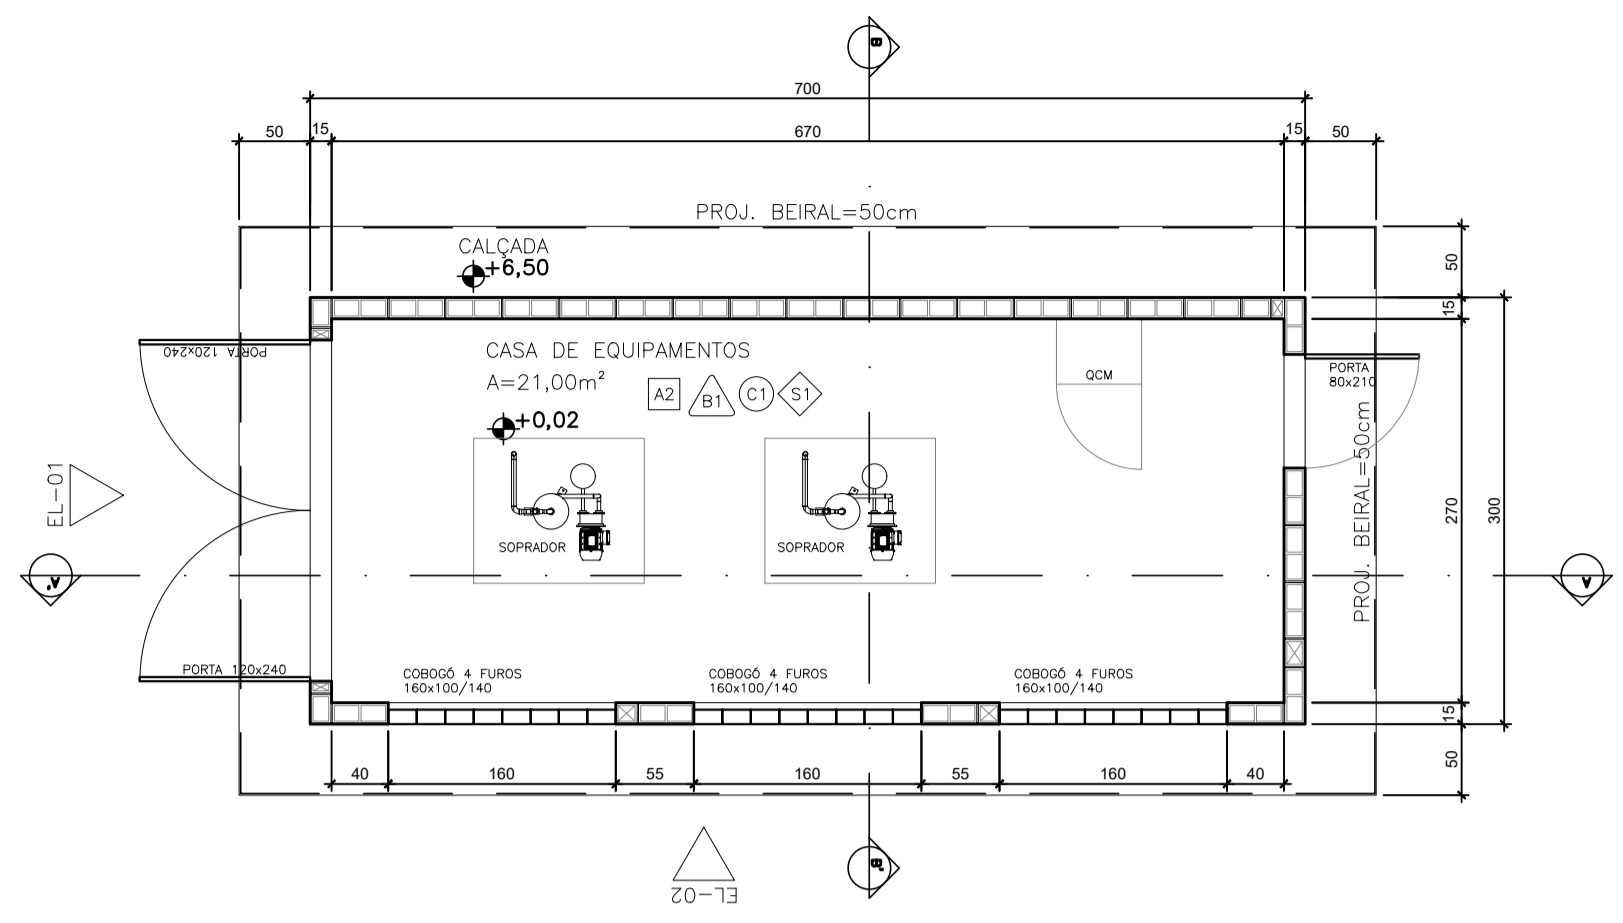 B
700
50
15
670
15
50
PROJ. BEIRAL=50cm
CALÇADA
+6,50
50
15
PORTA 120x240
CASA DE EQUIPAMENTOS
A=21,00m²
A2
B1
C1
S1
QCM
PORTA
80x210
+0,02
EL-01
SOPRADOR
SOPRADOR
PROJ. BEIRAL=50cm
270
300
A'
A
PORTA 120x240
COBOGÓ 4 FUROS
160x100/140
COBOGÓ 4 FUROS
160x100/140
COBOGÓ 4 FUROS
160x100/140
15
50
40
160
55
160
55
160
40
B'
EL-02